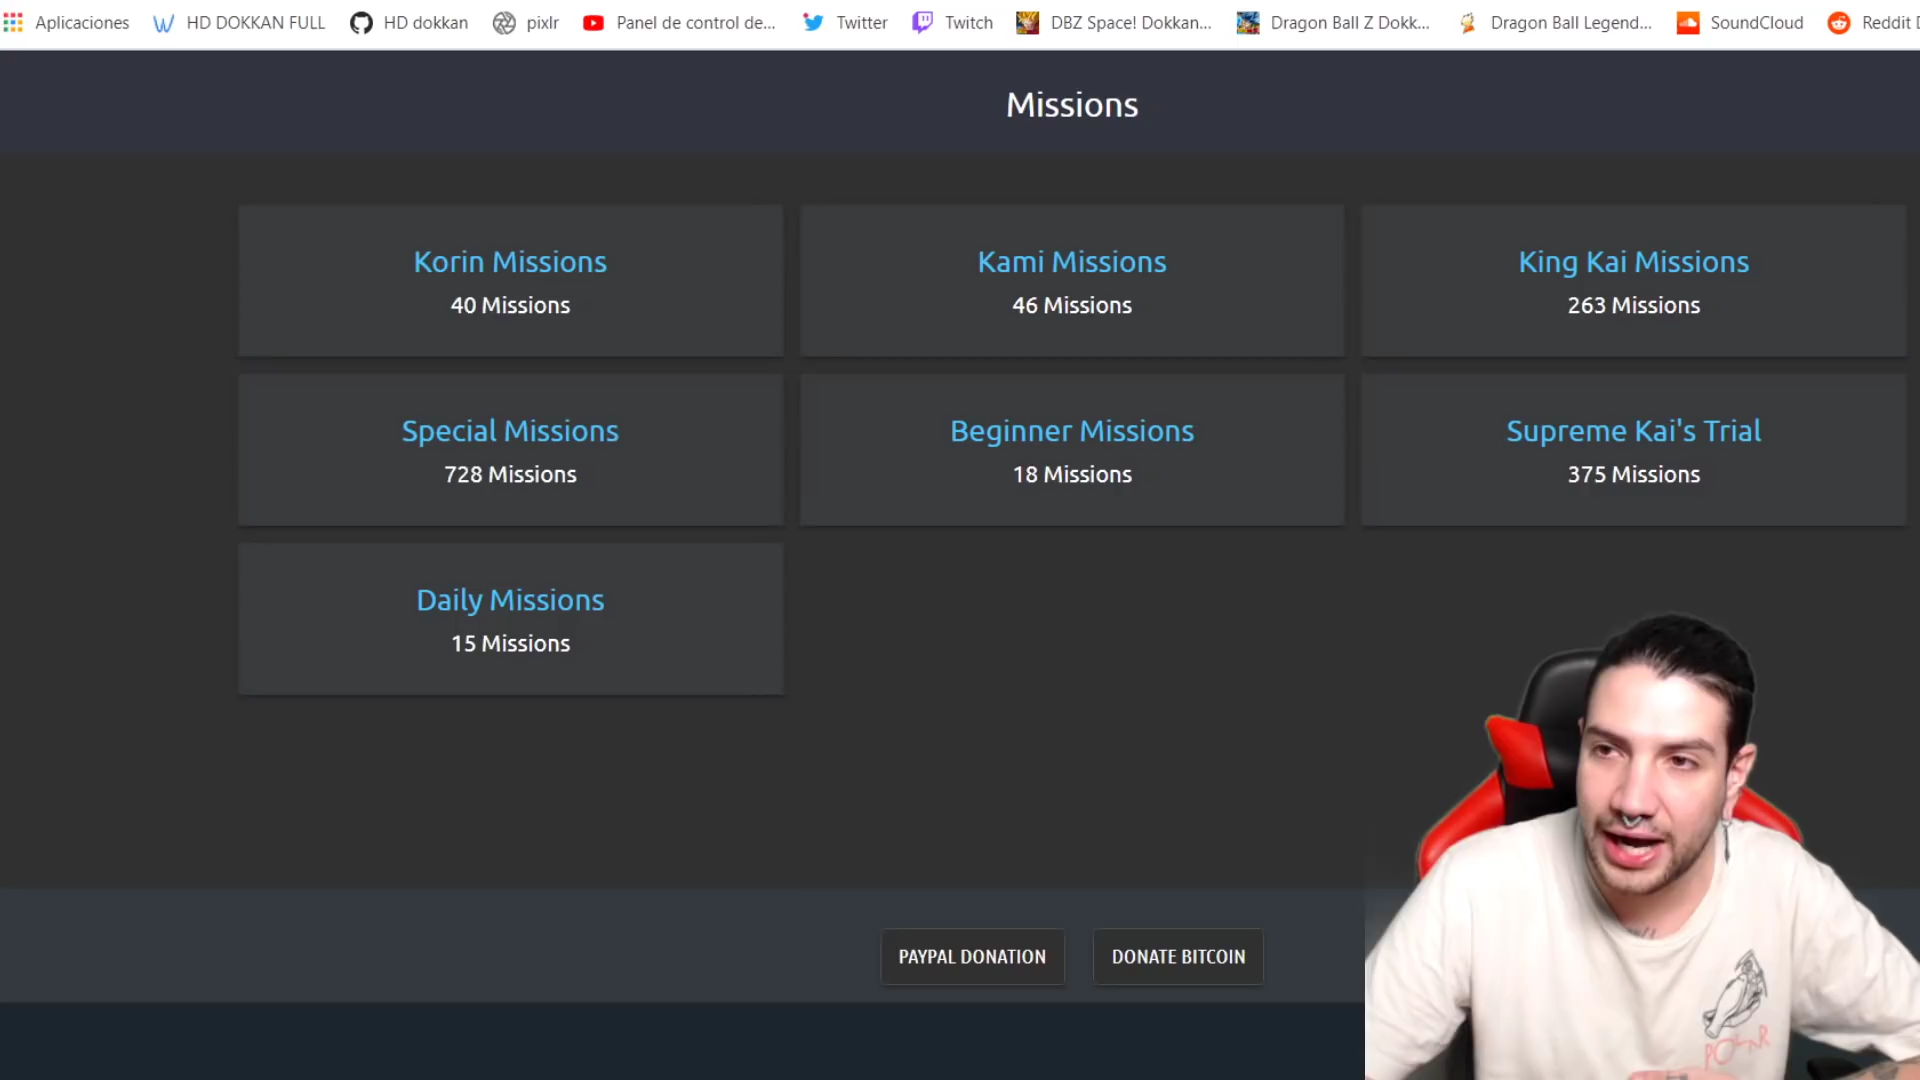 Aplicaciones HD DOKKAN FULL HD dokkan pixlr Panel de control de... Twitter Twitch DBZ Space! Dokkan... Dragon Ball Z Dokk... Dragon Ball Legend... SoundCloud Reddit D
Missions
Korin Missions Kami Missions King Kai Missions
40 Missions 46 Missions 263 Missions
Special Missions Beginner Missions Supreme Kai's Trial
728 Missions 18 Missions 375 Missions
Daily Missions
15 Missions
PAYPAL DONATION DONATE BITCOIN
POLAR